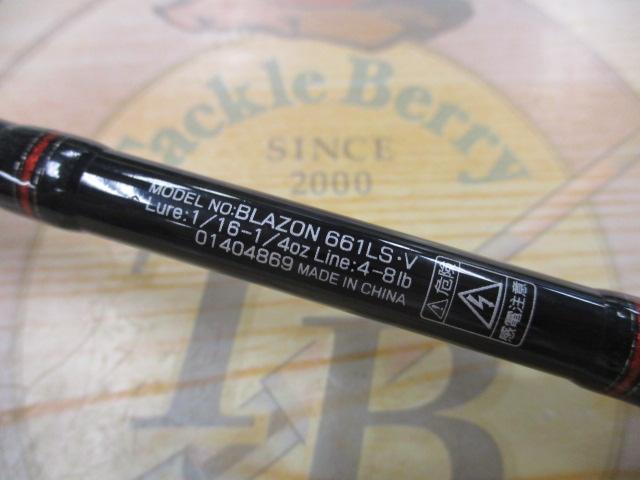 Tackle Berry
SINCE
2000
TB
MODEL NO:BLAZON 661LS·V
Lure:1/16-1/4oz Line:4-8lb
01404869 MADE IN CHINA
危険
感電注意